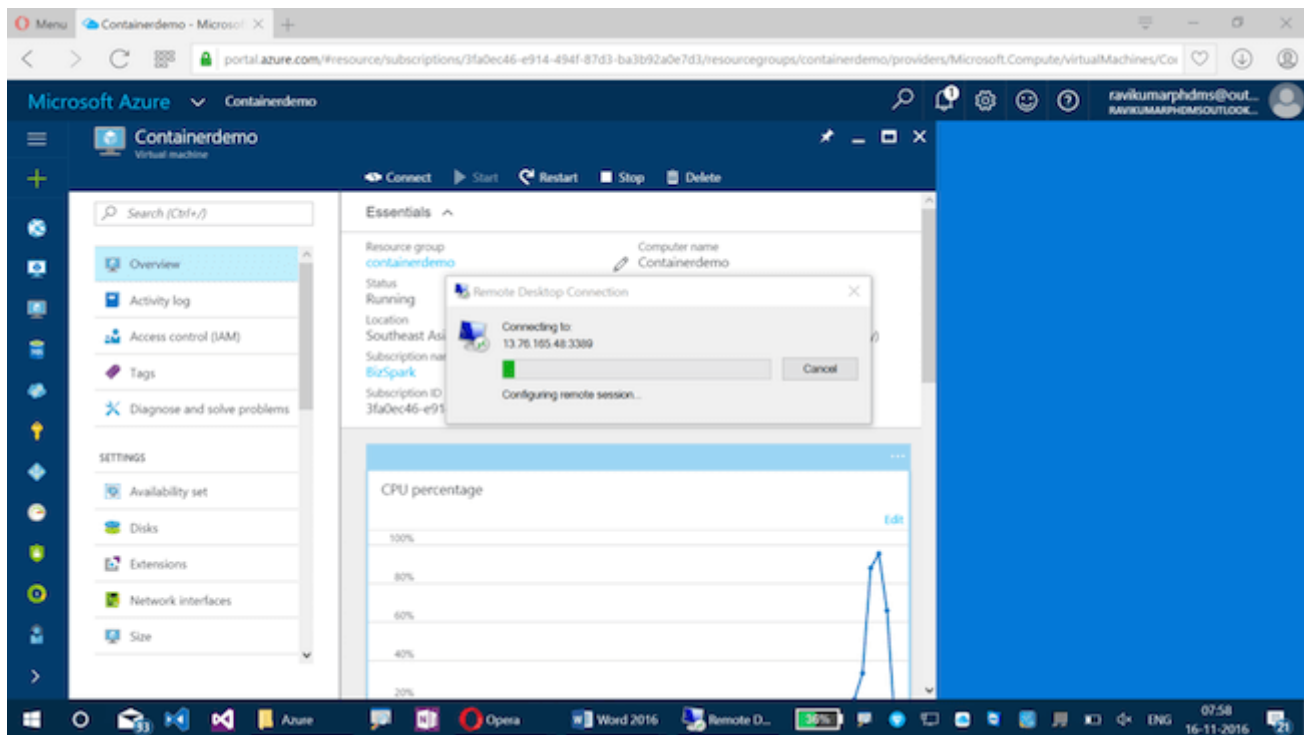 Menu
Containerdemo - Microsof
portal.azure.com/#resource/subscriptions/3fa0ec46-e914-494f-87d3-ba3b92a0e7d3/resourcegroups/containerdemo/providers/Microsoft.Compute/virtualMachines/Co
Microsoft Azure Containerdemo
ravikumarphdms@out...
RAVIKUMARPHDMSOUTLOOK...
Containerdemo
Virtual machine
Connect Start Restart Stop Delete
Search (Ctrl+/)
Overview
Activity log
Access control (IAM)
Tags
Diagnose and solve problems
SETTINGS
Availability set
Disks
Extensions
Network interfaces
Size
Essentials
Resource group
containerdemo
Computer name
Containerdemo
Status
Running
Location
Southeast Asi
Subscription nam
BizSpark
Subscription ID
3fa0ec46-e91
Remote Desktop Connection
Connecting to:
13.76.165.48:3389
Cancel
Configuring remote session...
CPU percentage
Edit
100%
80%
60%
40%
20%
93 Azure Opera Word 2016 Remote D... 36% ENG
07:58
16-11-2016
21